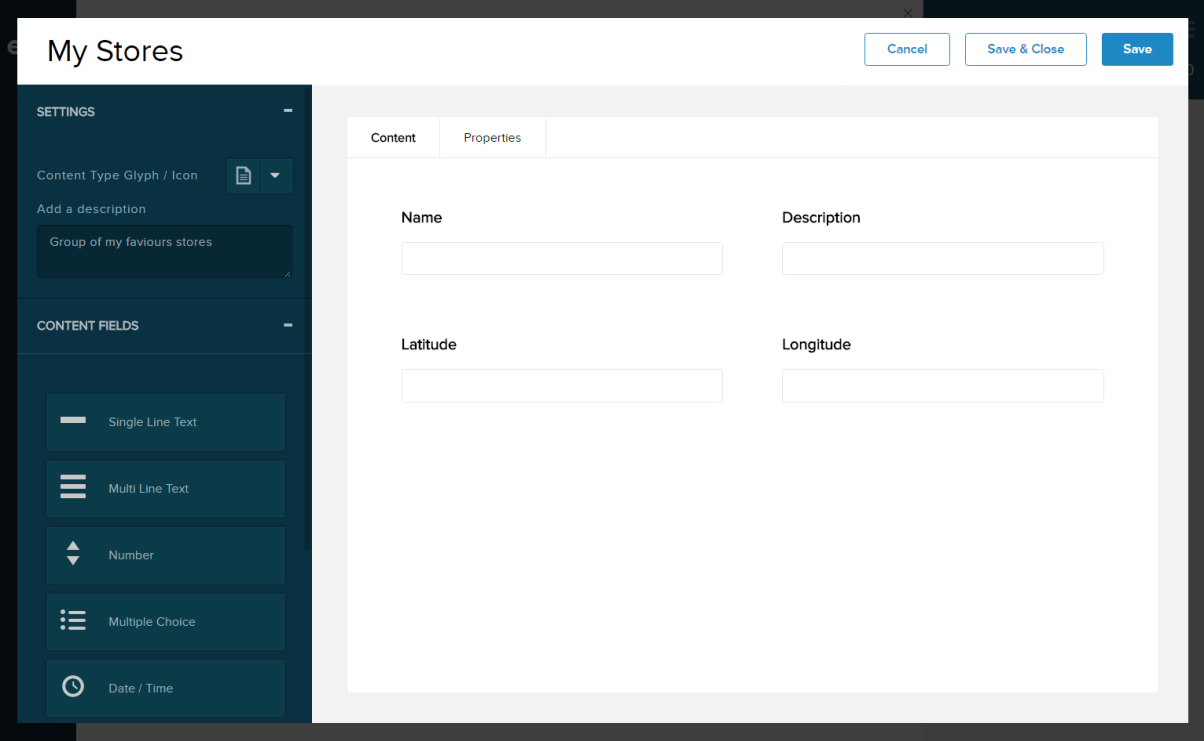 My Stores
Cancel
Save & Close
Save
SETTINGS
Content Type Glyph / Icon
Add a description
Group of my faviours stores
CONTENT FIELDS
Single Line Text
Multi Line Text
Number
Multiple Choice
Date / Time
Content
Properties
Name
Description
Latitude
Longitude